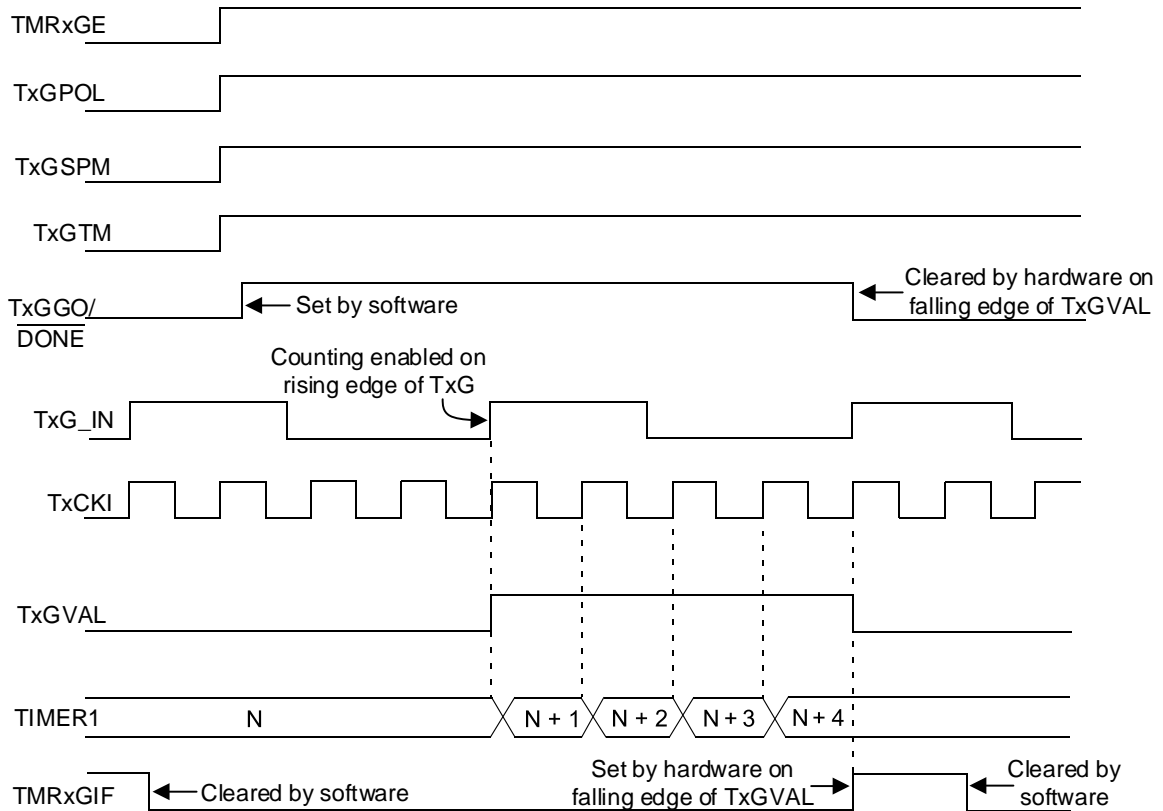 TMRxGE
TxGPOL
TxGSPM
TxGTM
TxGGO/
DONE
Set by software
Cleared by hardware on
falling edge of TxGVAL
Counting enabled on
rising edge of TxG
TxG_IN
TxCKI
TxGVAL
TIMER1
N
N + 1
N + 2
N + 3
N + 4
TMRxGIF
Cleared by software
Set by hardware on
falling edge of TxGVAL
Cleared by
software